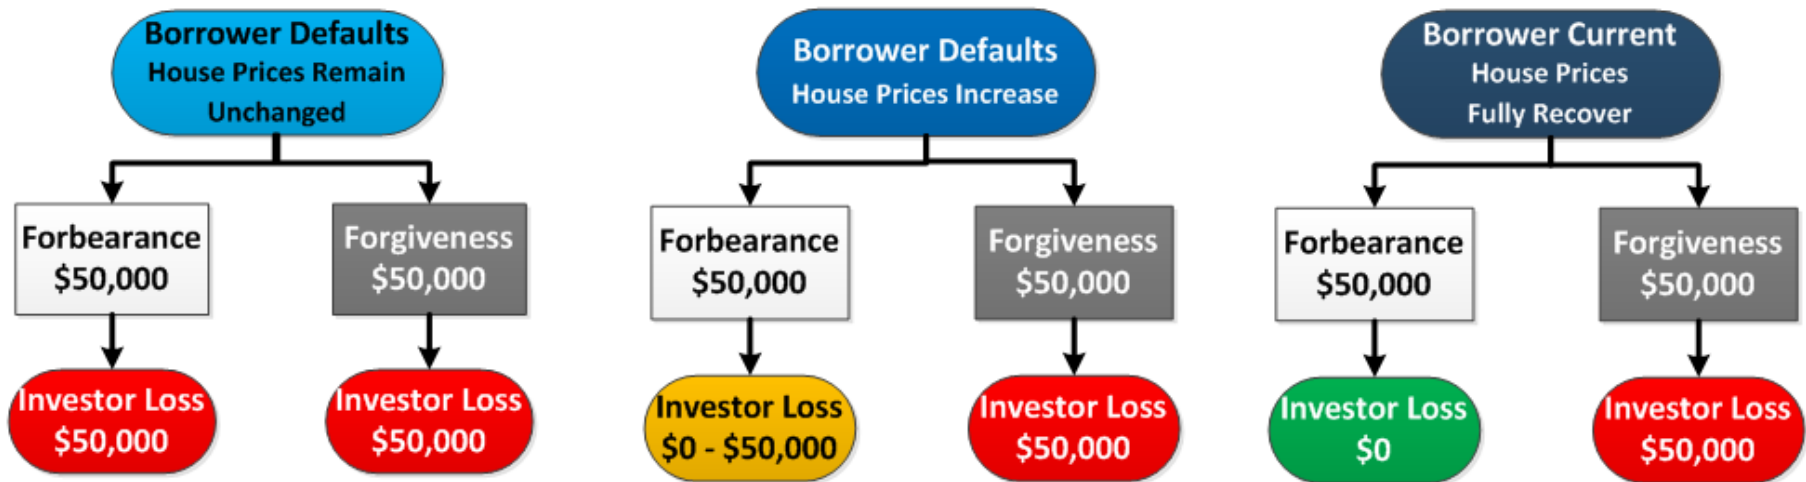 Borrower Defaults
House Prices Remain
Unchanged
Forbearance
$50,000
Forgiveness
$50,000
Investor Loss
$50,000
Investor Loss
$50,000
Borrower Defaults
House Prices Increase
Forbearance
$50,000
Forgiveness
$50,000
Investor Loss
$0 - $50,000
Investor Loss
$50,000
Borrower Current
House Prices
Fully Recover
Forbearance
$50,000
Forgiveness
$50,000
Investor Loss
$0
Investor Loss
$50,000